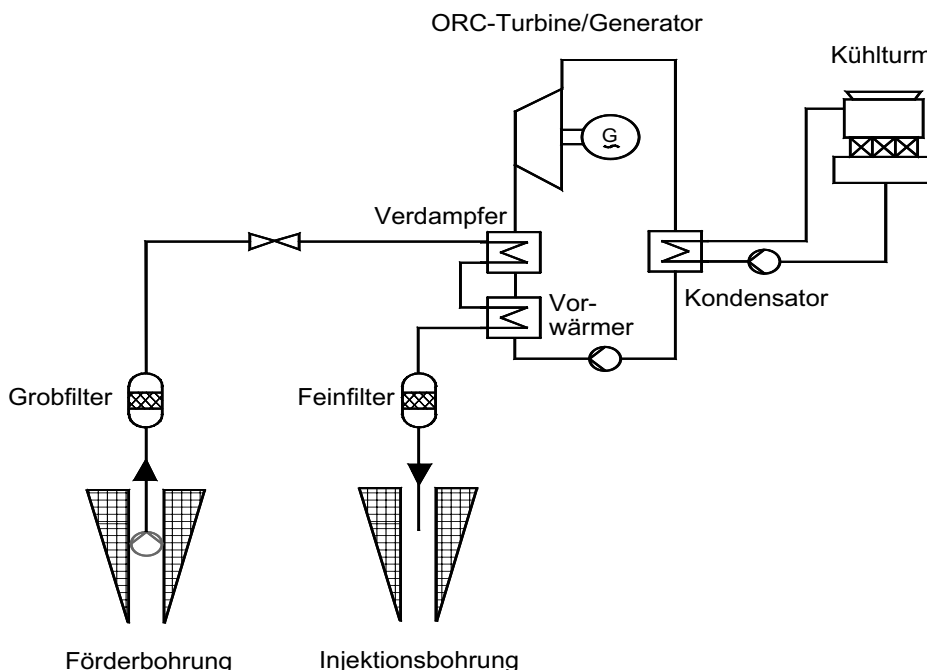 ORC-Turbine/Generator
Kühlturm
G
Verdampfer
Vor-
wärmer
Kondensator
Grobfilter
Feinfilter
Förderbohrung
Injektionsbohrung